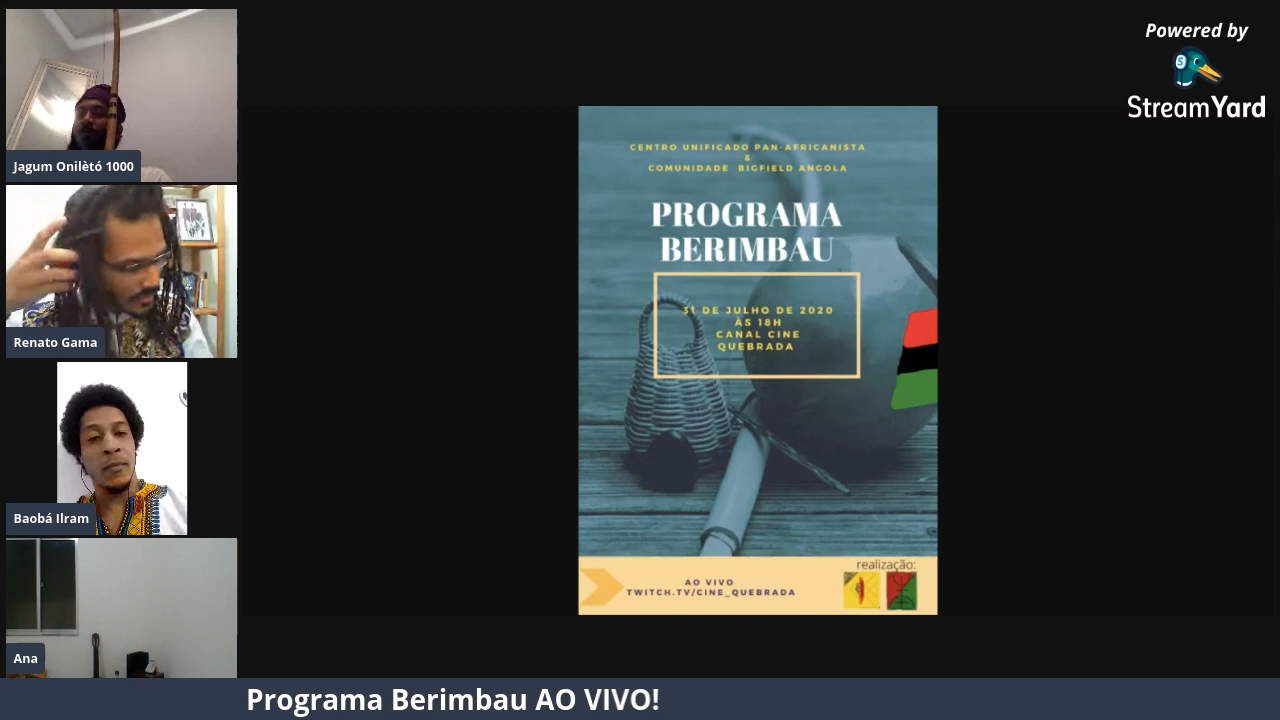 Powered by
StreamYard
Jagum Onilètó 1000
Renato Gama
Baobá Ilram
Ana
CENTRO UNIFICADO PAN-AFRICANISTA
&
COMUNIDADE BIGFIELD ANGOLA
PROGRAMA
BERIMBAU
31 DE JULHO DE 2020
ÀS 18H
CANAL CINE
QUEBRADA
realização:
AO VIVO
TWITCH.TV/CINE_QUEBRADA
Programa Berimbau AO VIVO!